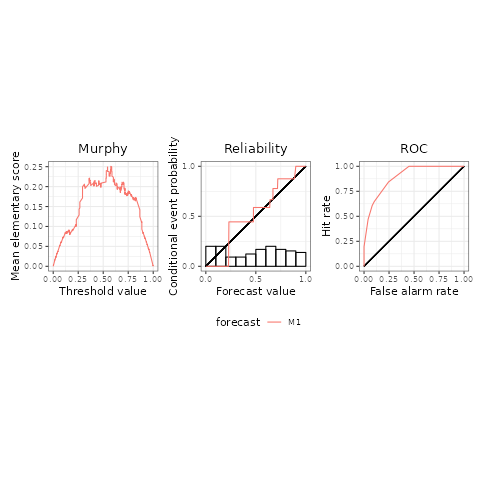 Murphy
Mean elementary score
0.25
0.20
0.15
0.10
0.05
0.00
0.00 0.25 0.50 0.75 1.00
Threshold value
Reliability
Conditional event probability
1.0
0.5
0.0
0.0 0.5 1.0
Forecast value
ROC
Hit rate
1.00
0.75
0.50
0.25
0.00
0.00 0.25 0.50 0.75 1.00
False alarm rate
forecast M1